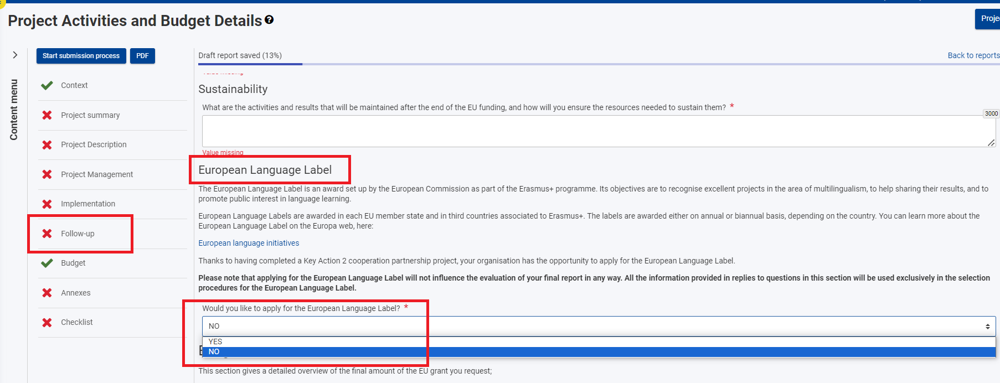 Project Activities and Budget Details
Proje
Start submission process
PDF
Draft report saved (13%)
Back to reports
Content menu
Context
Project summary
Project Description
Project Management
Implementation
Follow-up
Budget
Annexes
Checklist
Sustainability
What are the activities and results that will be maintained after the end of the EU funding, and how will you ensure the resources needed to sustain them? *
3000
Value missing
European Language Label
The European Language Label is an award set up by the European Commission as part of the Erasmus+ programme. Its objectives are to recognise excellent projects in the area of multilingualism, to help sharing their results, and to
promote public interest in language learning.
European Language Labels are awarded in each EU member state and in third countries associated to Erasmus+. The labels are awarded either on annual or biannual basis, depending on the country. You can learn more about the
European Language Label on the Europa web, here:
European language initiatives
Thanks to having completed a Key Action 2 cooperation partnership project, your organisation has the opportunity to apply for the European Language Label.
Please note that applying for the European Language Label will not influence the evaluation of your final report in any way. All the information provided in replies to questions in this section will be used exclusively in the selection
procedures for the European Language Label.
Would you like to apply for the European Language Label? *
NO
YES
NO
This section gives a detailed overview of the final amount of the EU grant you request;